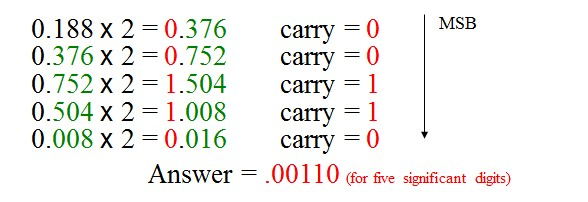 0.188 x 2 = 0.376 carry = 0 MSB
0.376 x 2 = 0.752 carry = 0
0.752 x 2 = 1.504 carry = 1
0.504 x 2 = 1.008 carry = 1
0.008 x 2 = 0.016 carry = 0
Answer = .00110 (for five significant digits)